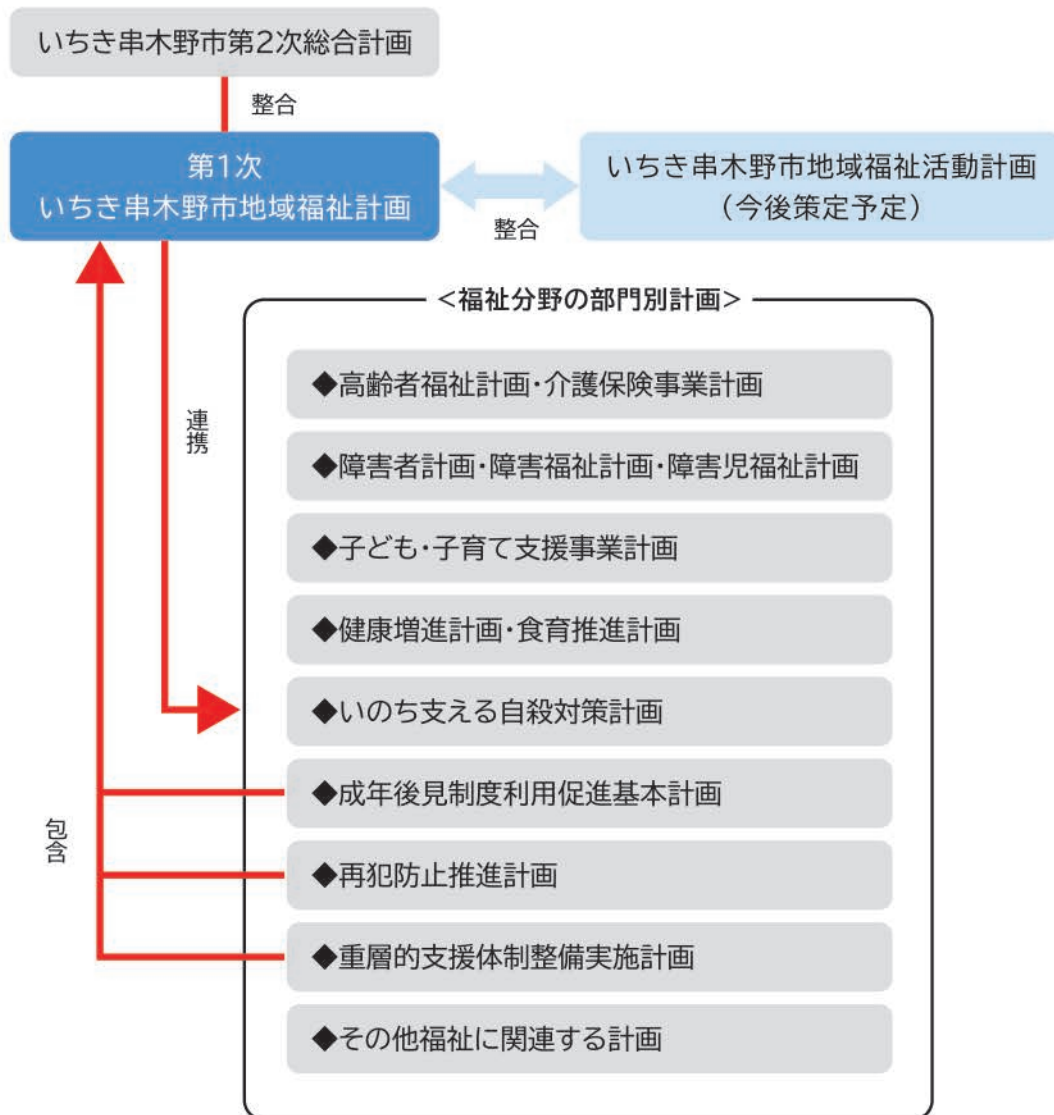 いちき串木野市第2次総合計画
整合
第1次
いちき串木野市地域福祉計画
いちき串木野市地域福祉活動計画
（今後策定予定）
整合
<福祉分野の部門別計画>
◆高齢者福祉計画・介護保険事業計画
◆障害者計画・障害福祉計画・障害児福祉計画
◆子ども・子育て支援事業計画
◆健康増進計画・食育推進計画
◆いのち支える自殺対策計画
◆成年後見制度利用促進基本計画
◆再犯防止推進計画
◆重層的支援体制整備実施計画
◆その他福祉に関連する計画
連携
包含